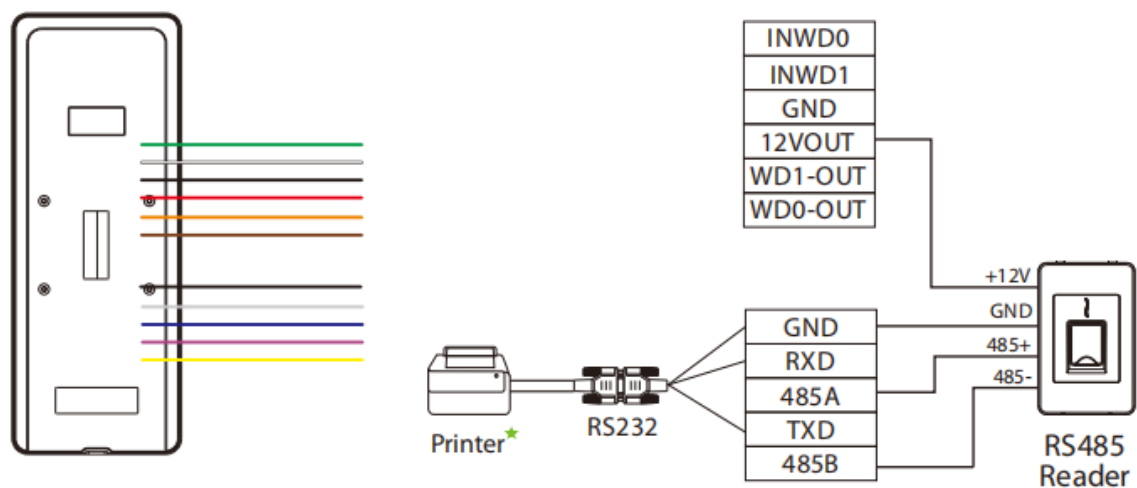 INWD0
INWD1
GND
12VOUT
WD1-OUT
WD0-OUT
+12V
GND
485+
485-
GND
RXD
485A
TXD
485B
Printer
RS232
RS485
Reader